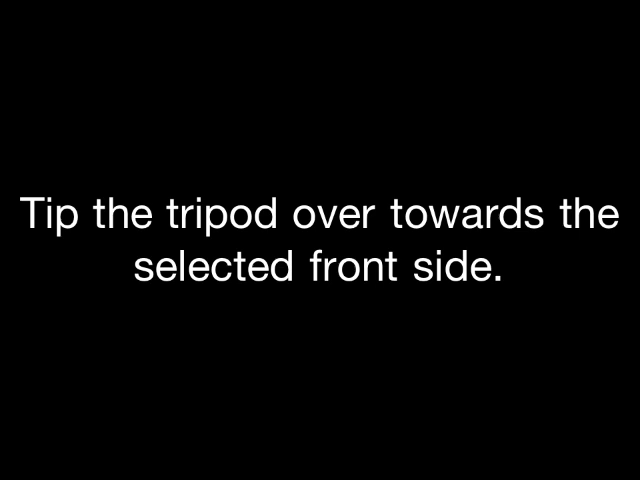 Tip the tripod over towards the
selected front side.